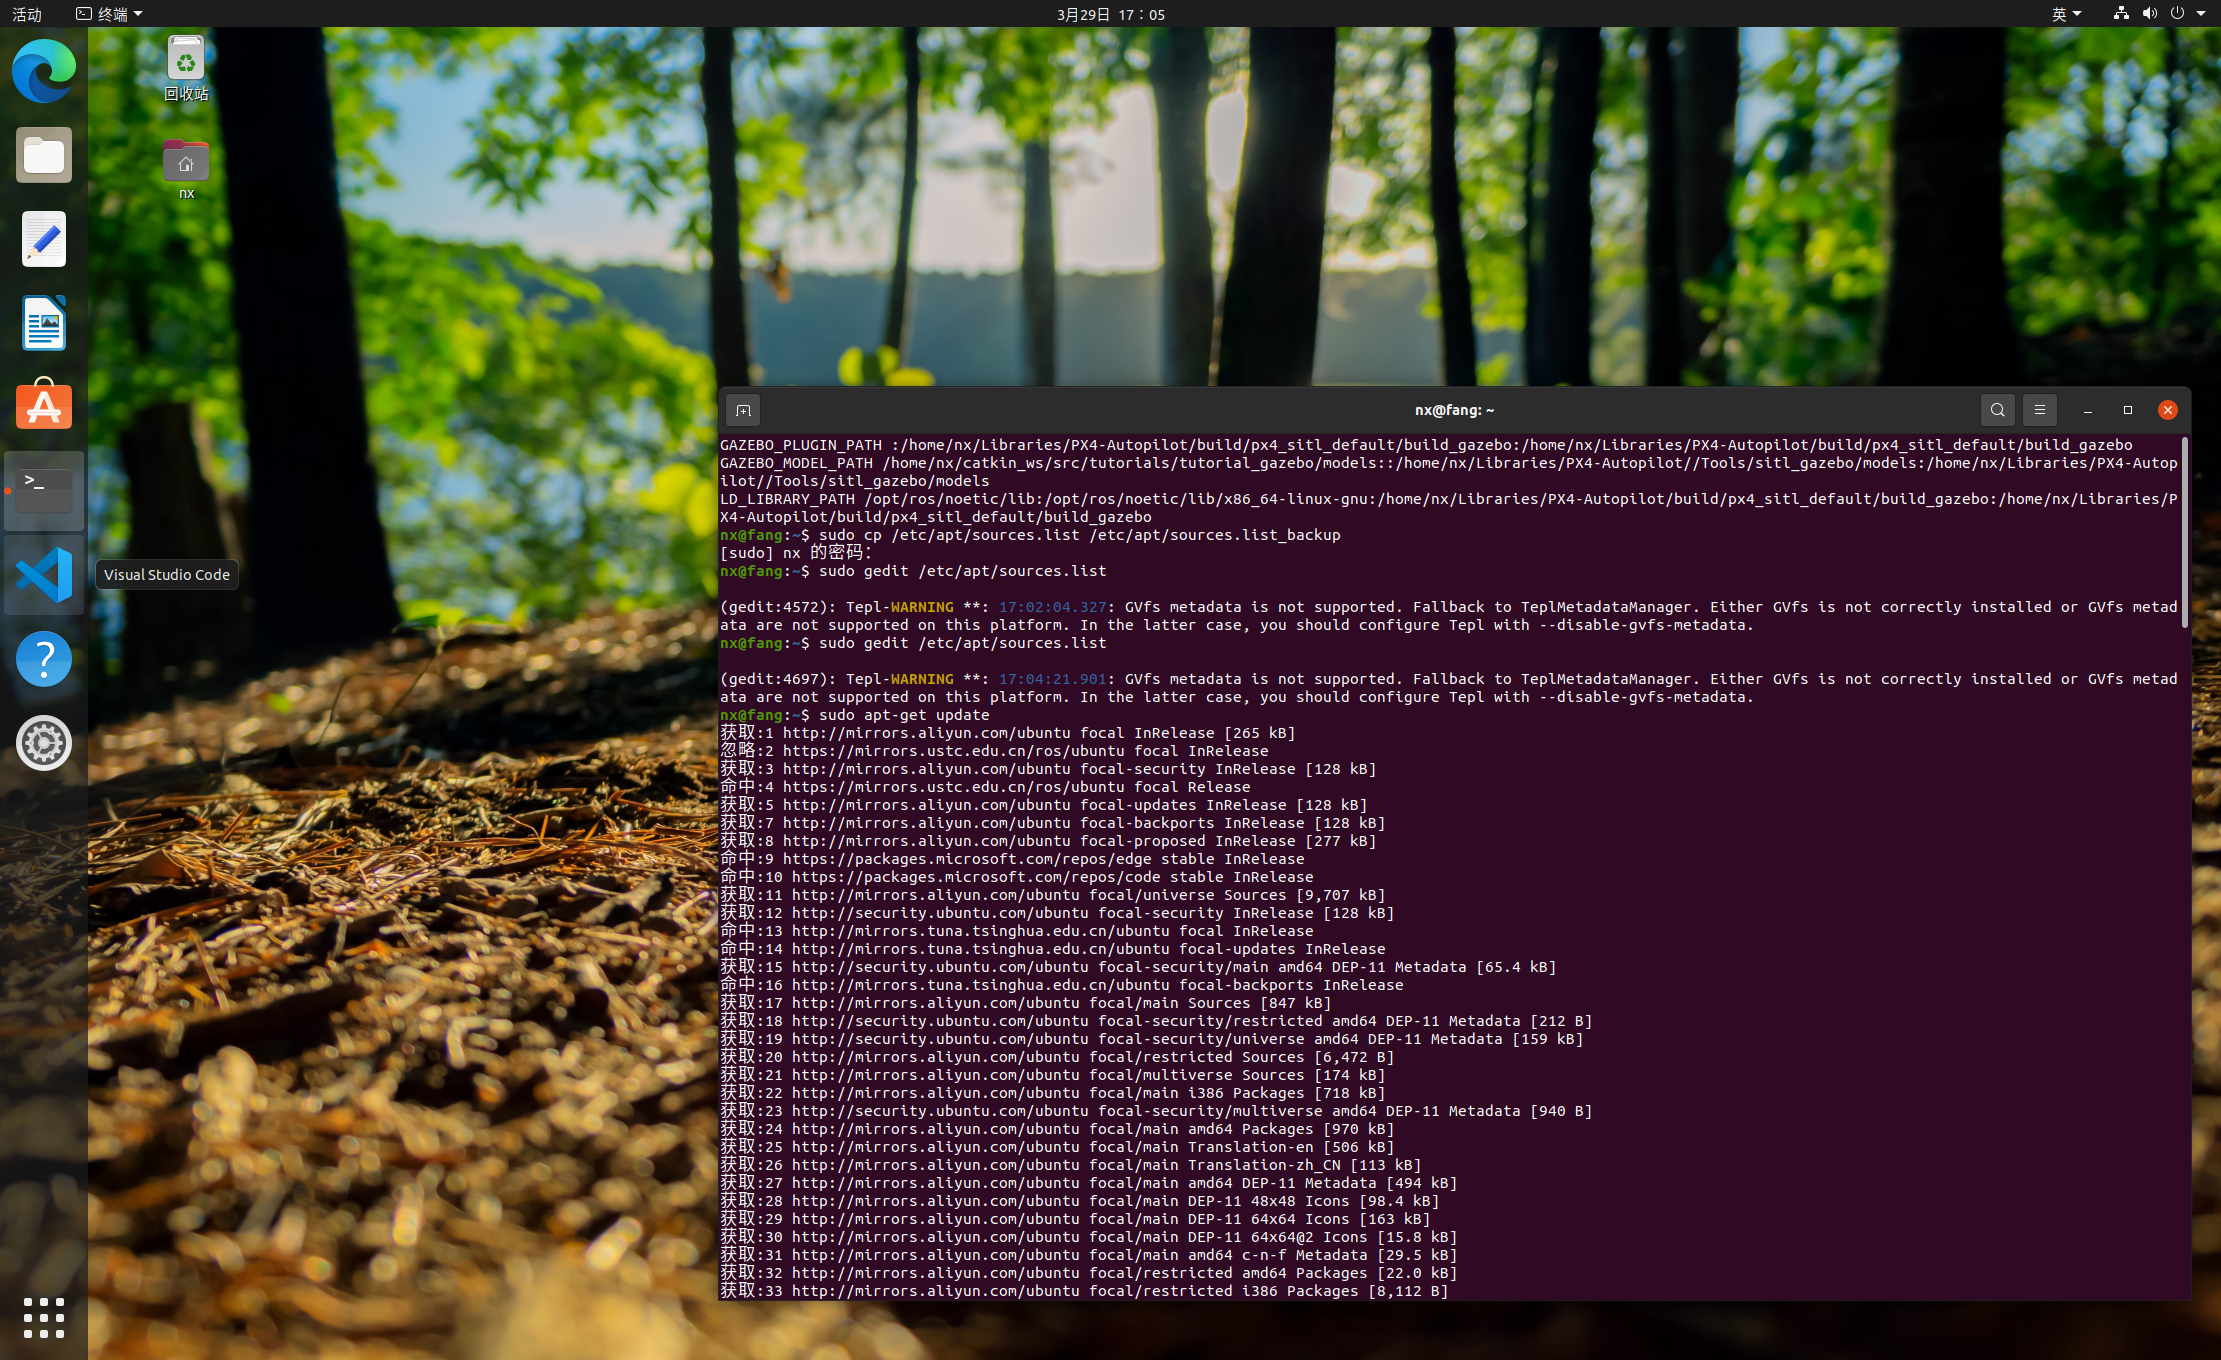 活动
终端
3月29日 17：05
英
回收站
nx
Visual Studio Code
nx@fang: ~
GAZEBO_PLUGIN_PATH :/home/nx/Libraries/PX4-Autopilot/build/px4_sitl_default/build_gazebo:/home/nx/Libraries/PX4-Autopilot/build/px4_sitl_default/build_gazebo
GAZEBO_MODEL_PATH /home/nx/catkin_ws/src/tutorials/tutorial_gazebo/models::/home/nx/Libraries/PX4-Autopilot//Tools/sitl_gazebo/models:/home/nx/Libraries/PX4-Autop
ilot//Tools/sitl_gazebo/models
LD_LIBRARY_PATH /opt/ros/noetic/lib:/opt/ros/noetic/lib/x86_64-linux-gnu:/home/nx/Libraries/PX4-Autopilot/build/px4_sitl_default/build_gazebo:/home/nx/Libraries/P
X4-Autopilot/build/px4_sitl_default/build_gazebo
nx@fang:~$ sudo cp /etc/apt/sources.list /etc/apt/sources.list_backup
[sudo] nx 的密码：
nx@fang:~$ sudo gedit /etc/apt/sources.list
(gedit:4572): Tepl-WARNING **: 17:02:04.327: GVfs metadata is not supported. Fallback to TeplMetadataManager. Either GVfs is not correctly installed or GVfs metad
ata are not supported on this platform. In the latter case, you should configure Tepl with --disable-gvfs-metadata.
nx@fang:~$ sudo gedit /etc/apt/sources.list
(gedit:4697): Tepl-WARNING **: 17:04:21.901: GVfs metadata is not supported. Fallback to TeplMetadataManager. Either GVfs is not correctly installed or GVfs metad
ata are not supported on this platform. In the latter case, you should configure Tepl with --disable-gvfs-metadata.
nx@fang:~$ sudo apt-get update
获取:1 http://mirrors.aliyun.com/ubuntu focal InRelease [265 kB]
忽略:2 https://mirrors.ustc.edu.cn/ros/ubuntu focal InRelease
获取:3 http://mirrors.aliyun.com/ubuntu focal-security InRelease [128 kB]
命中:4 https://mirrors.ustc.edu.cn/ros/ubuntu focal Release
获取:5 http://mirrors.aliyun.com/ubuntu focal-updates InRelease [128 kB]
获取:7 http://mirrors.aliyun.com/ubuntu focal-backports InRelease [128 kB]
获取:8 http://mirrors.aliyun.com/ubuntu focal-proposed InRelease [277 kB]
命中:9 https://packages.microsoft.com/repos/edge stable InRelease
命中:10 https://packages.microsoft.com/repos/code stable InRelease
获取:11 http://mirrors.aliyun.com/ubuntu focal/universe Sources [9,707 kB]
获取:12 http://security.ubuntu.com/ubuntu focal-security InRelease [128 kB]
命中:13 http://mirrors.tuna.tsinghua.edu.cn/ubuntu focal InRelease
命中:14 http://mirrors.tuna.tsinghua.edu.cn/ubuntu focal-updates InRelease
获取:15 http://security.ubuntu.com/ubuntu focal-security/main amd64 DEP-11 Metadata [65.4 kB]
命中:16 http://mirrors.tuna.tsinghua.edu.cn/ubuntu focal-backports InRelease
获取:17 http://mirrors.aliyun.com/ubuntu focal/main Sources [847 kB]
获取:18 http://security.ubuntu.com/ubuntu focal-security/restricted amd64 DEP-11 Metadata [212 B]
获取:19 http://security.ubuntu.com/ubuntu focal-security/universe amd64 DEP-11 Metadata [159 kB]
获取:20 http://mirrors.aliyun.com/ubuntu focal/restricted Sources [6,472 B]
获取:21 http://mirrors.aliyun.com/ubuntu focal/multiverse Sources [174 kB]
获取:22 http://mirrors.aliyun.com/ubuntu focal/main i386 Packages [718 kB]
获取:23 http://security.ubuntu.com/ubuntu focal-security/multiverse amd64 DEP-11 Metadata [940 B]
获取:24 http://mirrors.aliyun.com/ubuntu focal/main amd64 Packages [970 kB]
获取:25 http://mirrors.aliyun.com/ubuntu focal/main Translation-en [506 kB]
获取:26 http://mirrors.aliyun.com/ubuntu focal/main Translation-zh_CN [113 kB]
获取:27 http://mirrors.aliyun.com/ubuntu focal/main amd64 DEP-11 Metadata [494 kB]
获取:28 http://mirrors.aliyun.com/ubuntu focal/main DEP-11 48x48 Icons [98.4 kB]
获取:29 http://mirrors.aliyun.com/ubuntu focal/main DEP-11 64x64 Icons [163 kB]
获取:30 http://mirrors.aliyun.com/ubuntu focal/main DEP-11 64x64@2 Icons [15.8 kB]
获取:31 http://mirrors.aliyun.com/ubuntu focal/main amd64 c-n-f Metadata [29.5 kB]
获取:32 http://mirrors.aliyun.com/ubuntu focal/restricted amd64 Packages [22.0 kB]
获取:33 http://mirrors.aliyun.com/ubuntu focal/restricted i386 Packages [8,112 B]